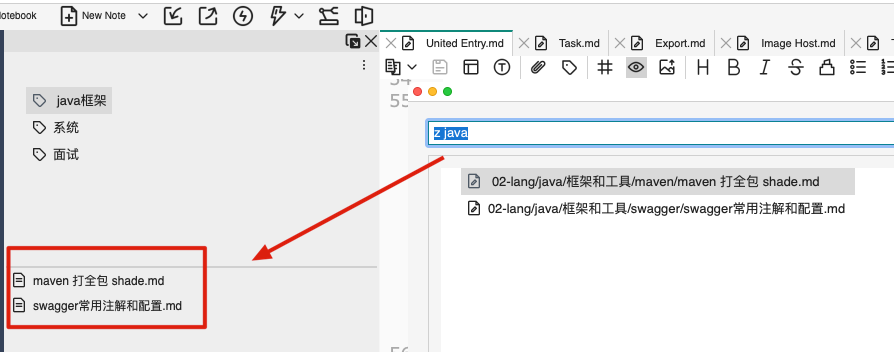 otebook
New Note
United Entry.md
Task.md
Export.md
Image Host.md
java框架
系统
面试
55
z java
02-lang/java/框架和工具/maven/maven 打全包 shade.md
02-lang/java/框架和工具/swagger/swagger常用注解和配置.md
maven 打全包 shade.md
swagger常用注解和配置.md